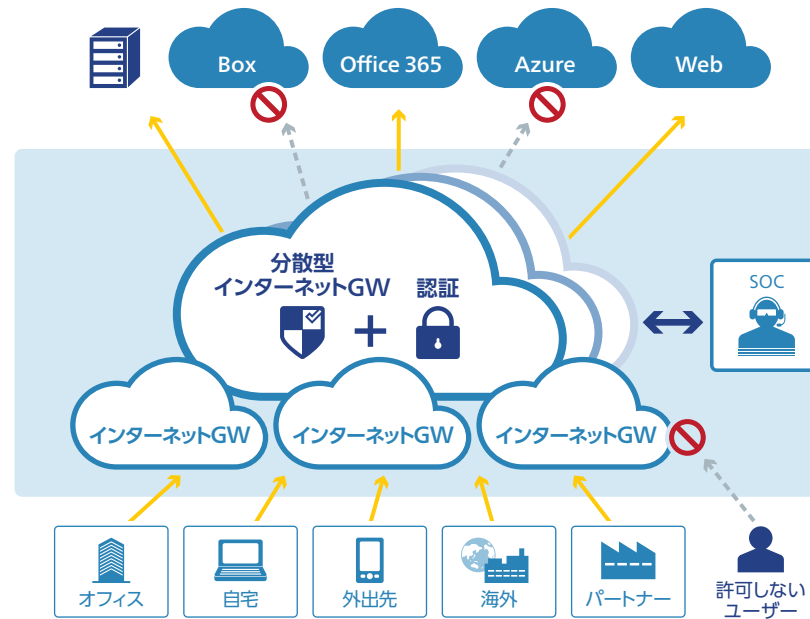 Box
Office 365
Azure
Web
分散型
インターネットGW
認証
SOC
インターネットGW
インターネットGW
インターネットGW
オフィス
自宅
外出先
海外
パートナー
許可しない
ユーザー